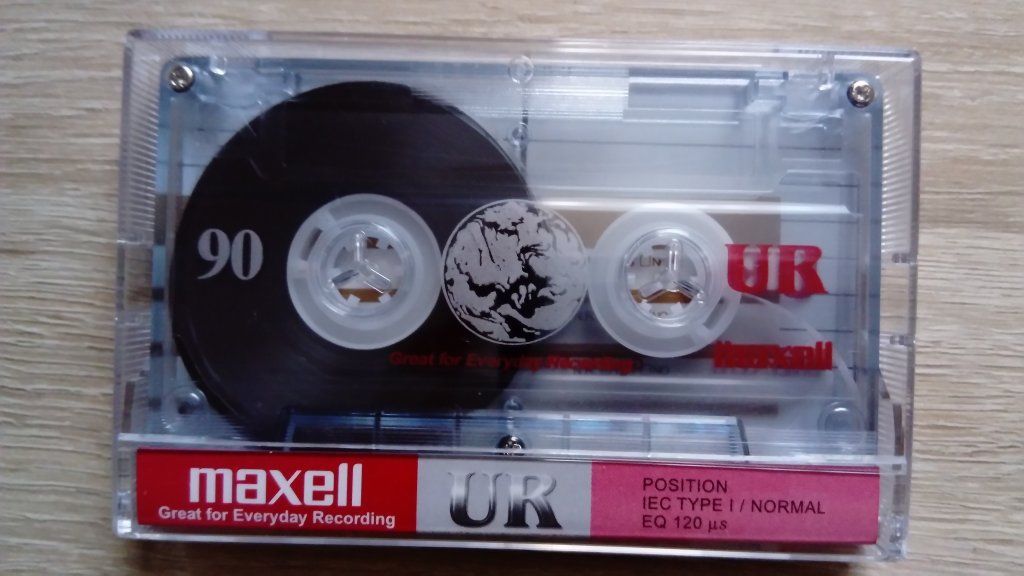 90
UR
Great for Everyday Recording
maxell
maxell
Great for Everyday Recording
UR
POSITION
IEC TYPE I / NORMAL
EQ 120 µs